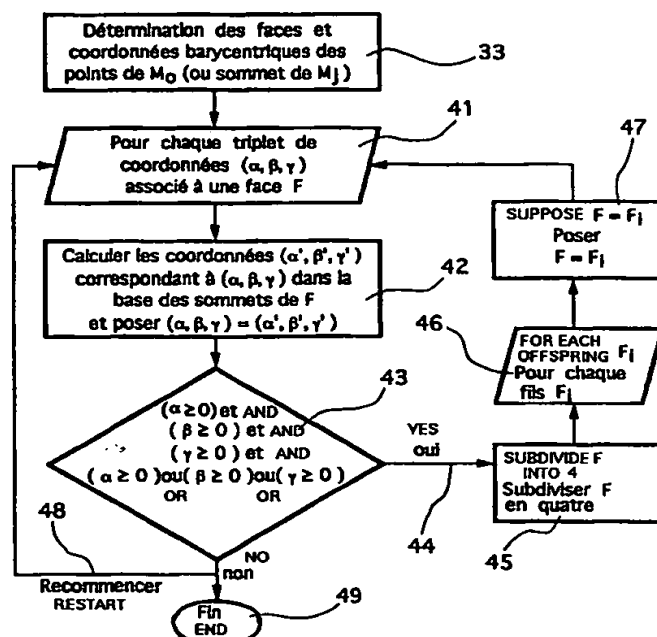 Détermination des faces et
coordonnées barycentriques des
points de M₀ (ou sommet de Mⱼ)
33
41
Pour chaque triplet de
coordonnées (α, β, γ)
associé à une face F
Calculer les coordonnées (α', β', γ')
correspondant à (α, β, γ) dans la
base des sommets de F
et poser (α, β, γ) = (α', β', γ')
42
43
(α ≥ 0) et AND
(β ≥ 0) et AND
(γ ≥ 0) et AND
(α ≥ 0) ou (β ≥ 0) ou (γ ≥ 0)
OR OR
YES
oui
44
SUBDIVIDE F
INTO 4
Subdiviser F
en quatre
45
46
FOR EACH
OFFSPRING Fᵢ
Pour chaque
fils Fᵢ
47
SUPPOSE F = Fᵢ
Poser
F = Fᵢ
NO
non
48
Recommencer
RESTART
Fin
END
49